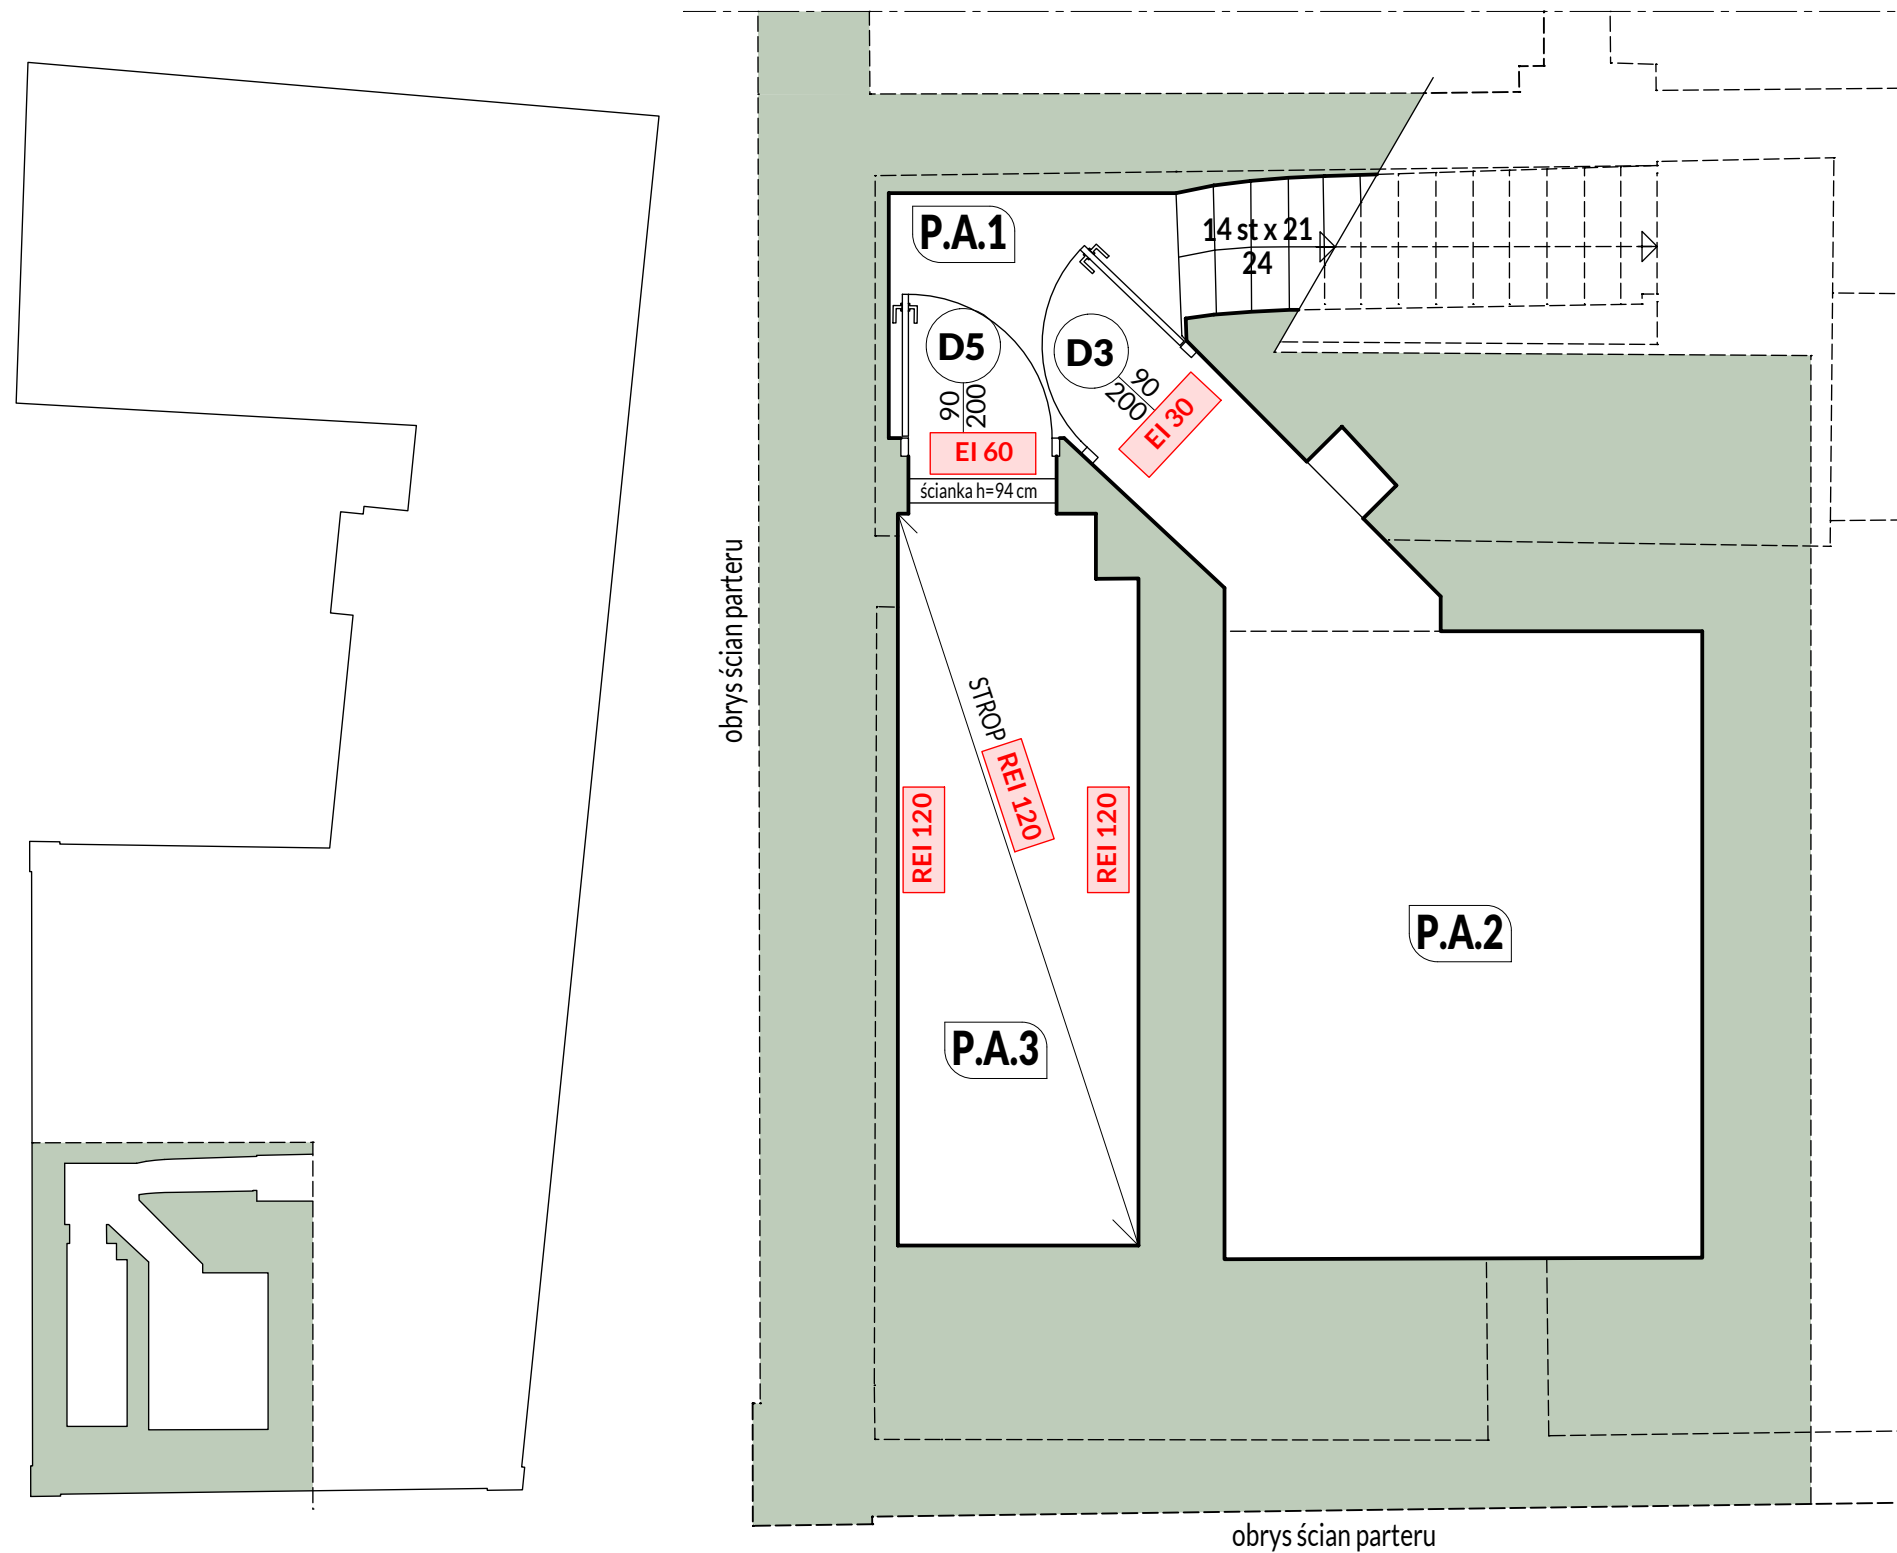 P.A.1
14 st x 21
24
D5
90
200
EI 60
D3
90
200
EI 30
ścianka h=94 cm
obrys ścian parteru
STROP
REI 120
REI 120
REI 120
P.A.2
P.A.3
obrys ścian parteru